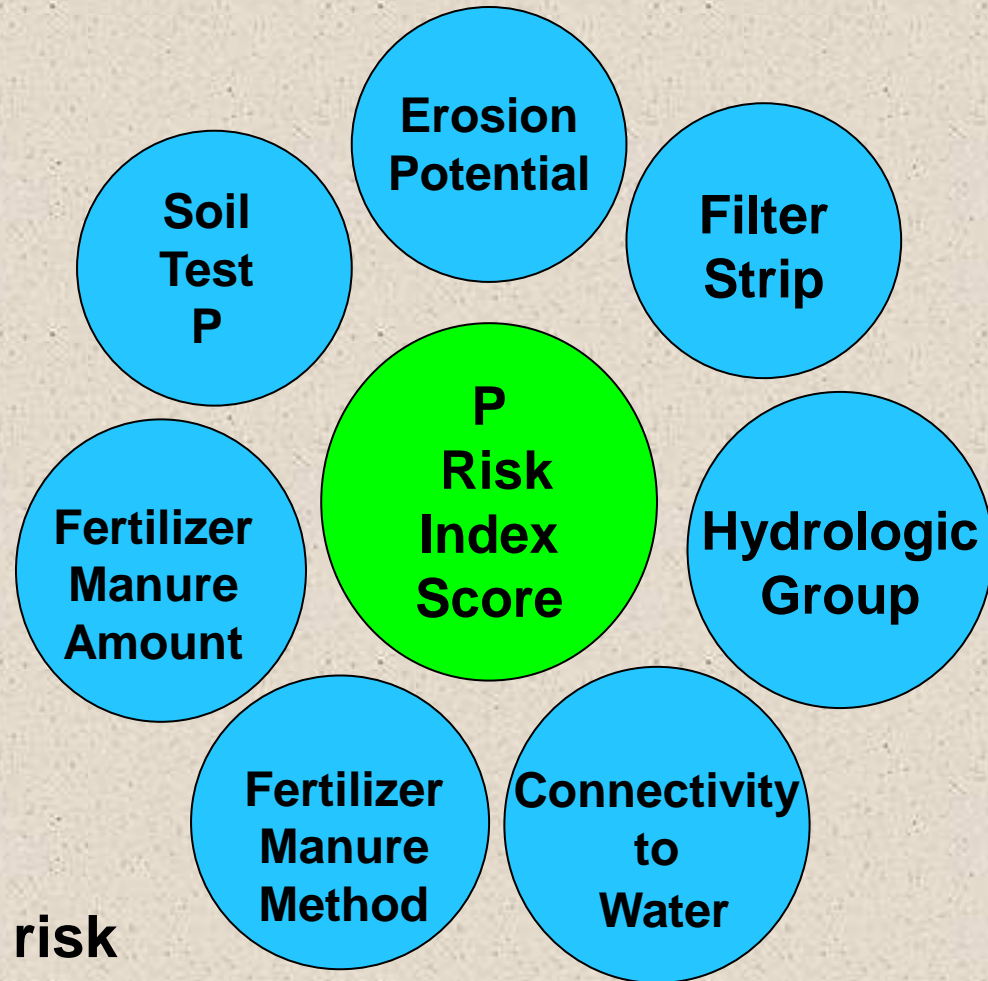 Erosion
Potential
Filter
Strip
Soil
Test
P
P
Risk
Index
Score
Hydrologic
Group
Fertilizer
Manure
Amount
Fertilizer
Manure
Method
Connectivity
to
Water
risk